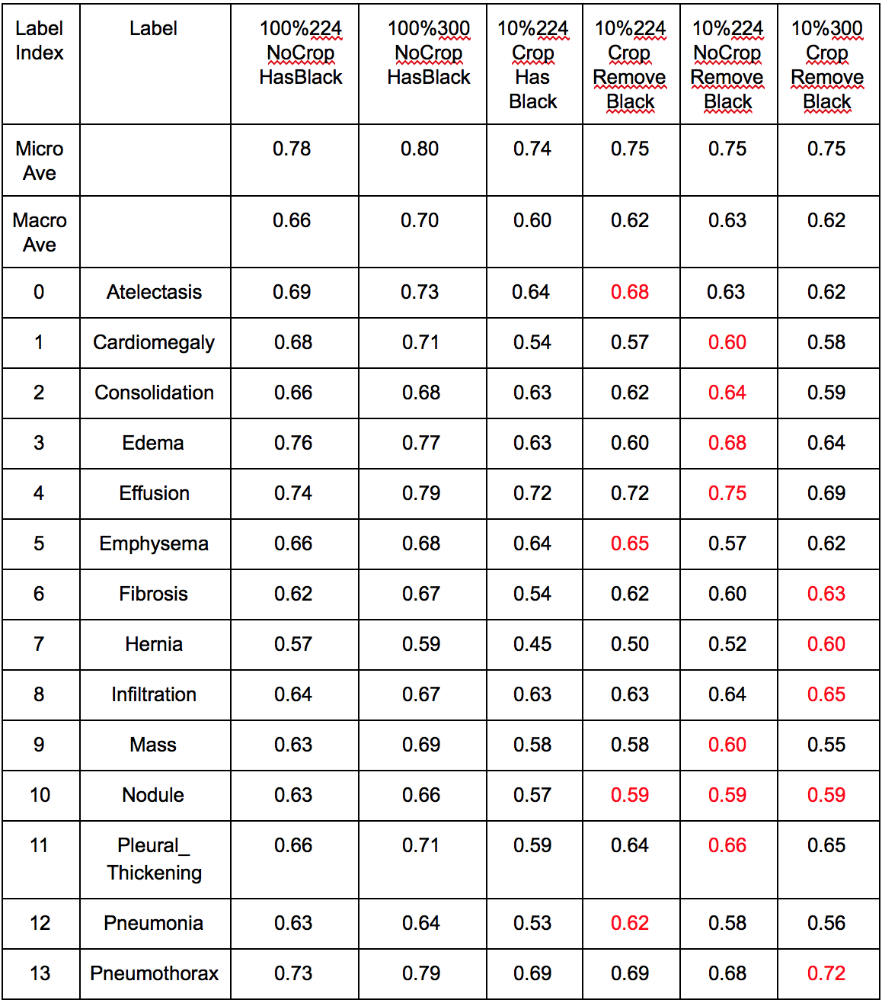 Label Index | Label | 100%224 NoCrop HasBlack | 100%300 NoCrop HasBlack | 10%224 Crop Has Black | 10%224 Crop Remove Black | 10%224 NoCrop Remove Black | 10%300 Crop Remove Black
Micro Ave | | 0.78 | 0.80 | 0.74 | 0.75 | 0.75 | 0.75
Macro Ave | | 0.66 | 0.70 | 0.60 | 0.62 | 0.63 | 0.62
0 | Atelectasis | 0.69 | 0.73 | 0.64 | 0.68 | 0.63 | 0.62
1 | Cardiomegaly | 0.68 | 0.71 | 0.54 | 0.57 | 0.60 | 0.58
2 | Consolidation | 0.66 | 0.68 | 0.63 | 0.62 | 0.64 | 0.59
3 | Edema | 0.76 | 0.77 | 0.63 | 0.60 | 0.68 | 0.64
4 | Effusion | 0.74 | 0.79 | 0.72 | 0.72 | 0.75 | 0.69
5 | Emphysema | 0.66 | 0.68 | 0.64 | 0.65 | 0.57 | 0.62
6 | Fibrosis | 0.62 | 0.67 | 0.54 | 0.62 | 0.60 | 0.63
7 | Hernia | 0.57 | 0.59 | 0.45 | 0.50 | 0.52 | 0.60
8 | Infiltration | 0.64 | 0.67 | 0.63 | 0.63 | 0.64 | 0.65
9 | Mass | 0.63 | 0.69 | 0.58 | 0.58 | 0.60 | 0.55
10 | Nodule | 0.63 | 0.66 | 0.57 | 0.59 | 0.59 | 0.59
11 | Pleural_ Thickening | 0.66 | 0.71 | 0.59 | 0.64 | 0.66 | 0.65
12 | Pneumonia | 0.63 | 0.64 | 0.53 | 0.62 | 0.58 | 0.56
13 | Pneumothorax | 0.73 | 0.79 | 0.69 | 0.69 | 0.68 | 0.72